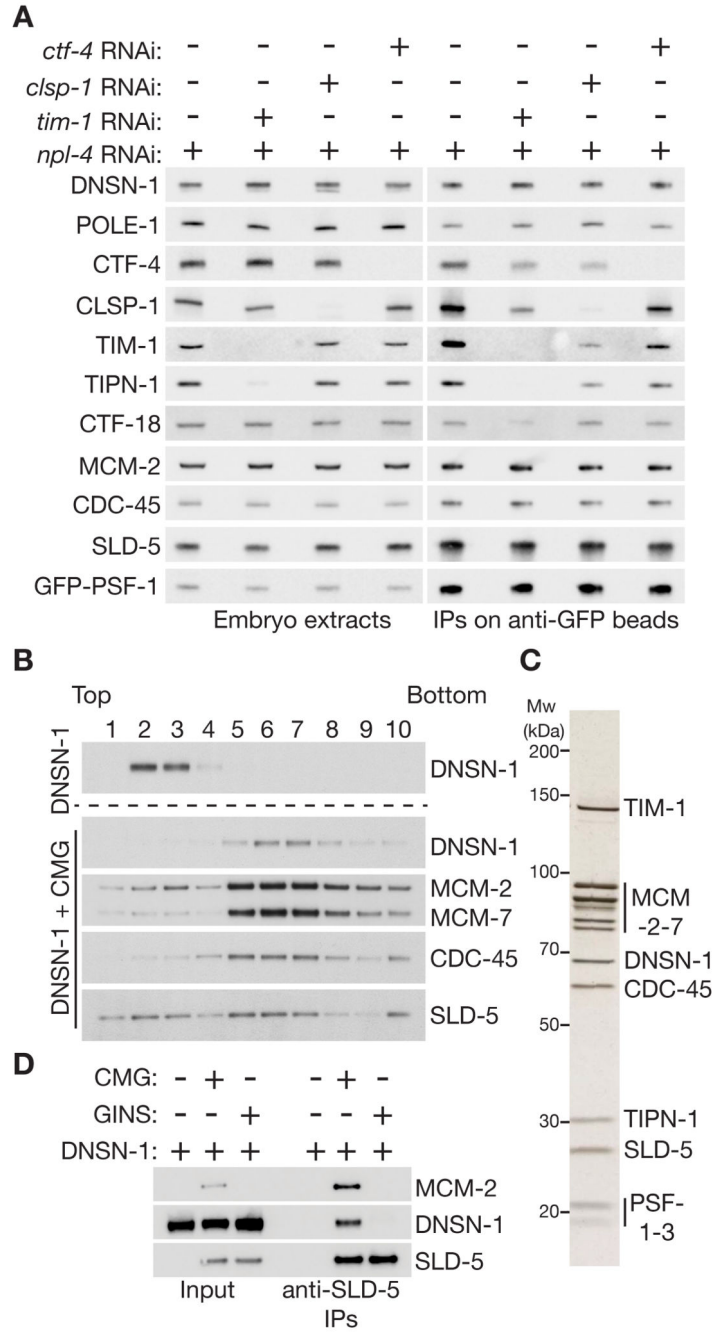 A
ctf-4 RNAi: - - - + - - - +
clsp-1 RNAi: - - + - - - + -
tim-1 RNAi: - + - - - + - -
npl-4 RNAi: + + + + + + + +
DNSN-1
POLE-1
CTF-4
CLSP-1
TIM-1
TIPN-1
CTF-18
MCM-2
CDC-45
SLD-5
GFP-PSF-1
Embryo extracts IPs on anti-GFP beads
B
Top Bottom
1 2 3 4 5 6 7 8 9 10
DNSN-1
DNSN-1
DNSN-1 + CMG
DNSN-1
MCM-2
MCM-7
CDC-45
SLD-5
C
Mw
(kDa)
200
150
100
70
50
30
20
TIM-1
MCM
-2-7
DNSN-1
CDC-45
TIPN-1
SLD-5
PSF-
1-3
D
CMG: - + - - + -
GINS: - - + - - +
DNSN-1: + + + + + +
MCM-2
DNSN-1
SLD-5
Input anti-SLD-5
IPs